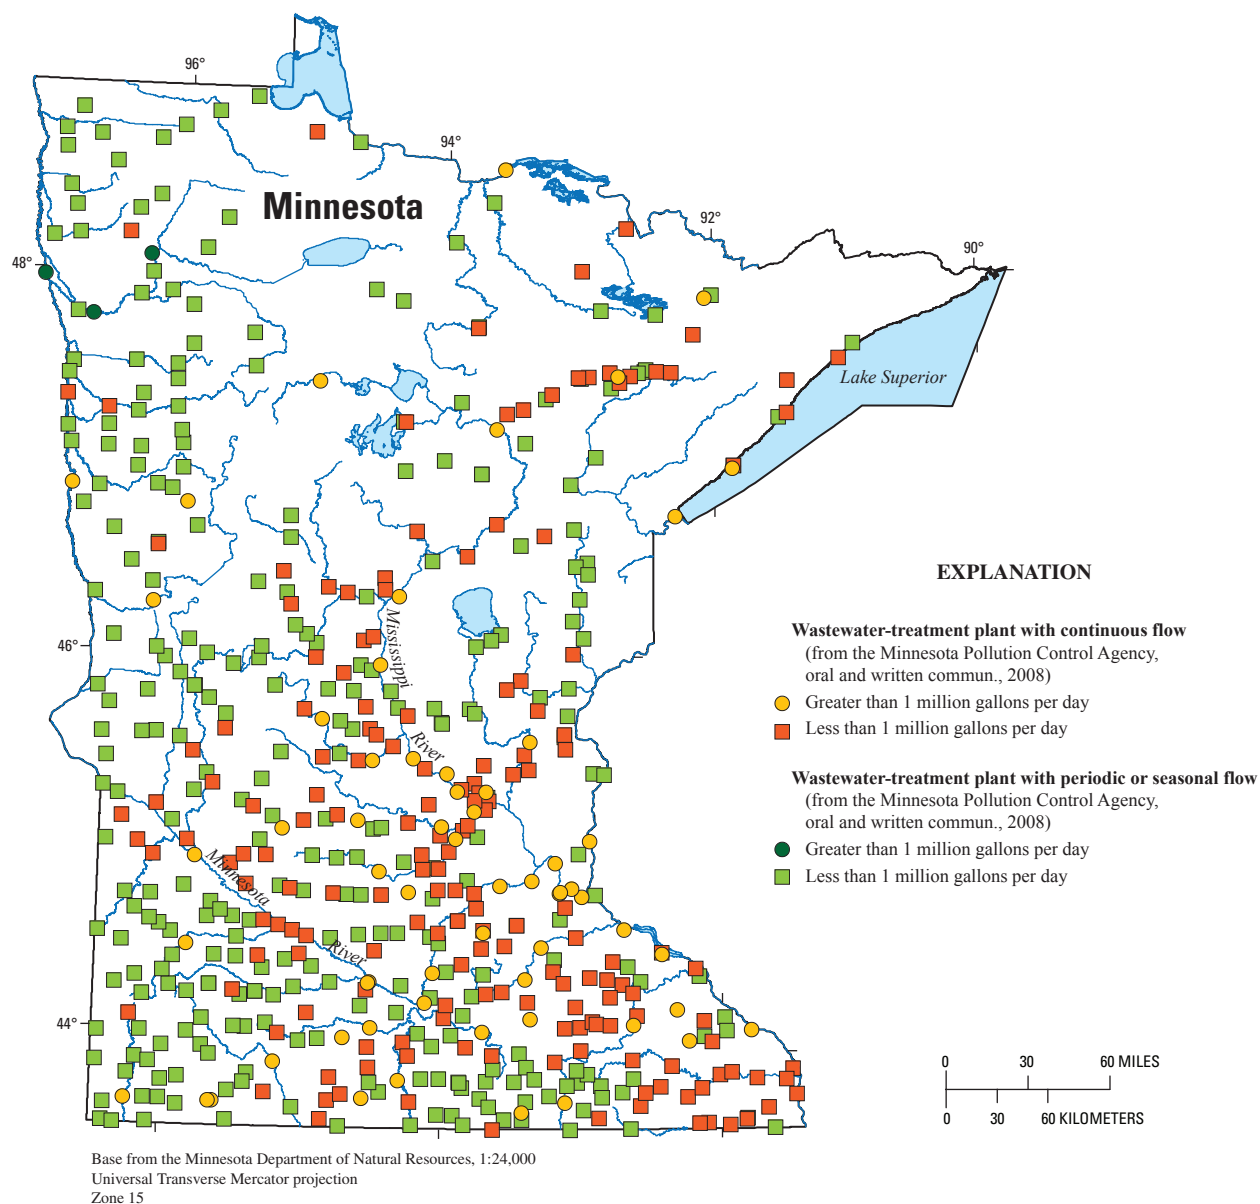 96°
94°
Minnesota
92°
90°
48°
Lake Superior
EXPLANATION
Wastewater-treatment plant with continuous flow
(from the Minnesota Pollution Control Agency,
oral and written commun., 2008)
Greater than 1 million gallons per day
Less than 1 million gallons per day
Mississippi
River
46°
Wastewater-treatment plant with periodic or seasonal flow
(from the Minnesota Pollution Control Agency,
oral and written commun., 2008)
Greater than 1 million gallons per day
Less than 1 million gallons per day
Minnesota
River
44°
0 30 60 MILES
0 30 60 KILOMETERS
Base from the Minnesota Department of Natural Resources, 1:24,000
Universal Transverse Mercator projection
Zone 15